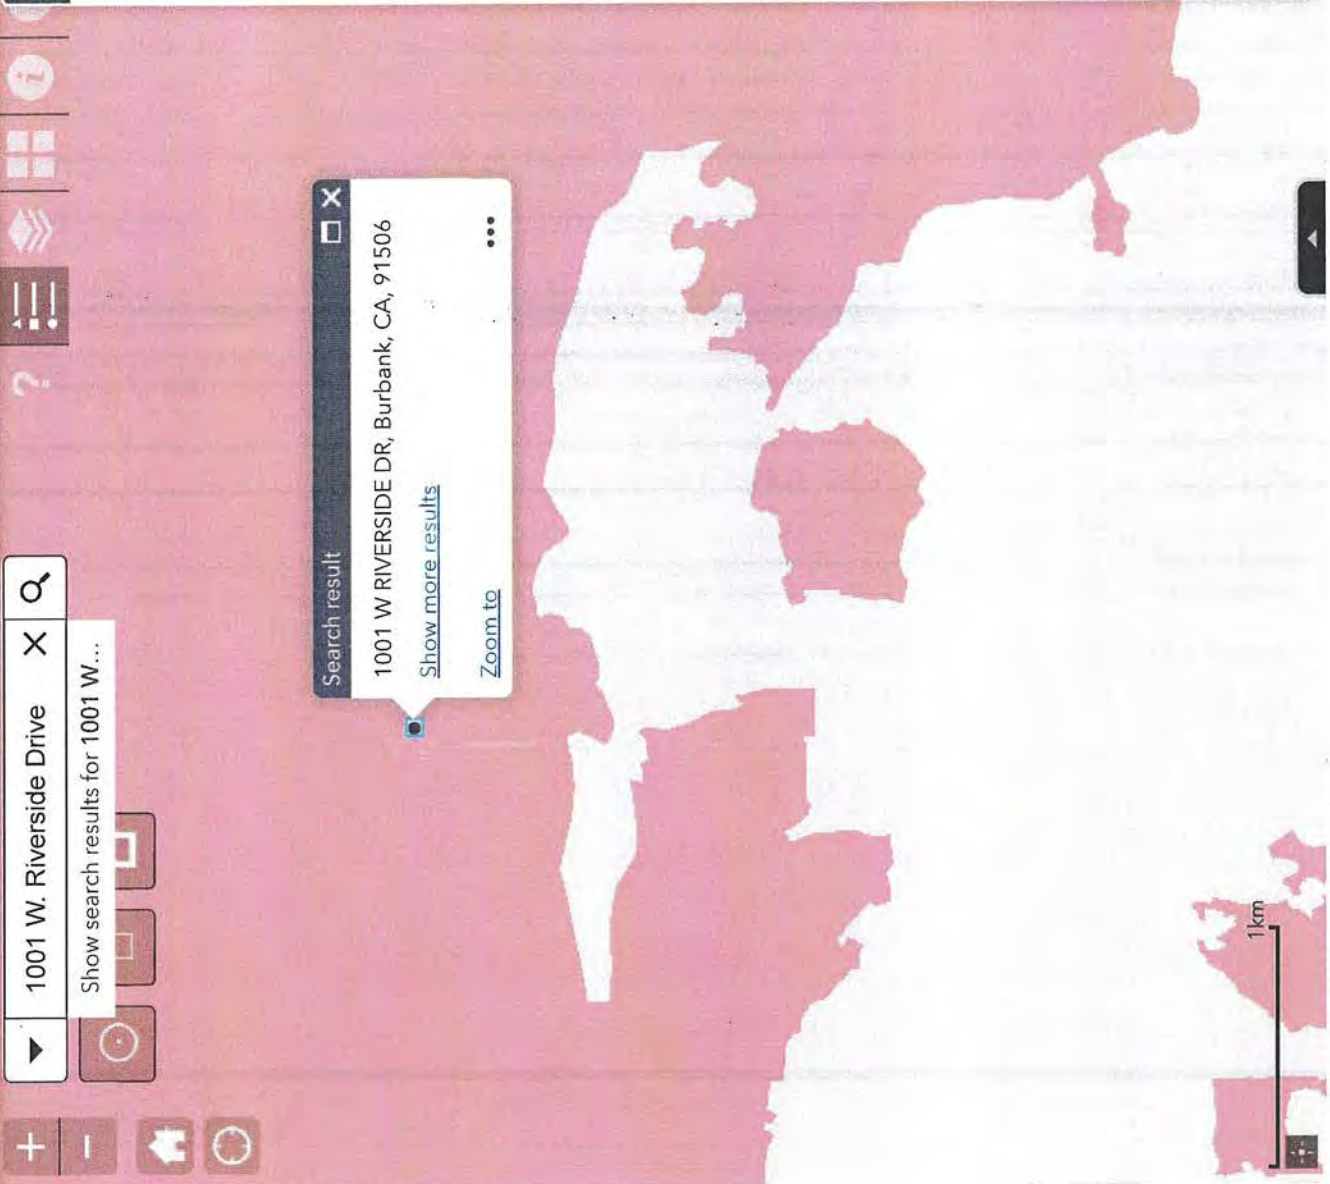 1001 W. Riverside Drive
Show search results for 1001 W...
Search result
1001 W RIVERSIDE DR, Burbank, CA, 91506
Show more results
Zoom to
1km